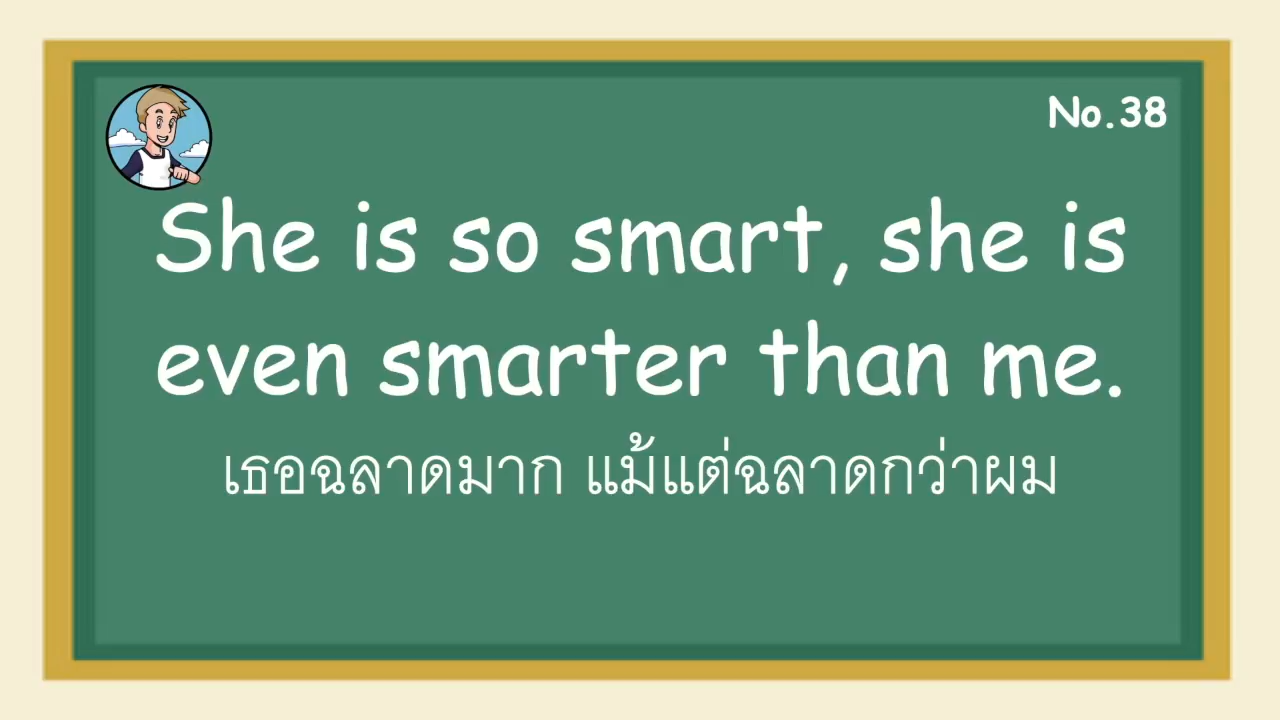 No.38
She is so smart, she is
even smarter than me.
เธอฉลาดมาก แม้แต่ฉลาดกว่าผม